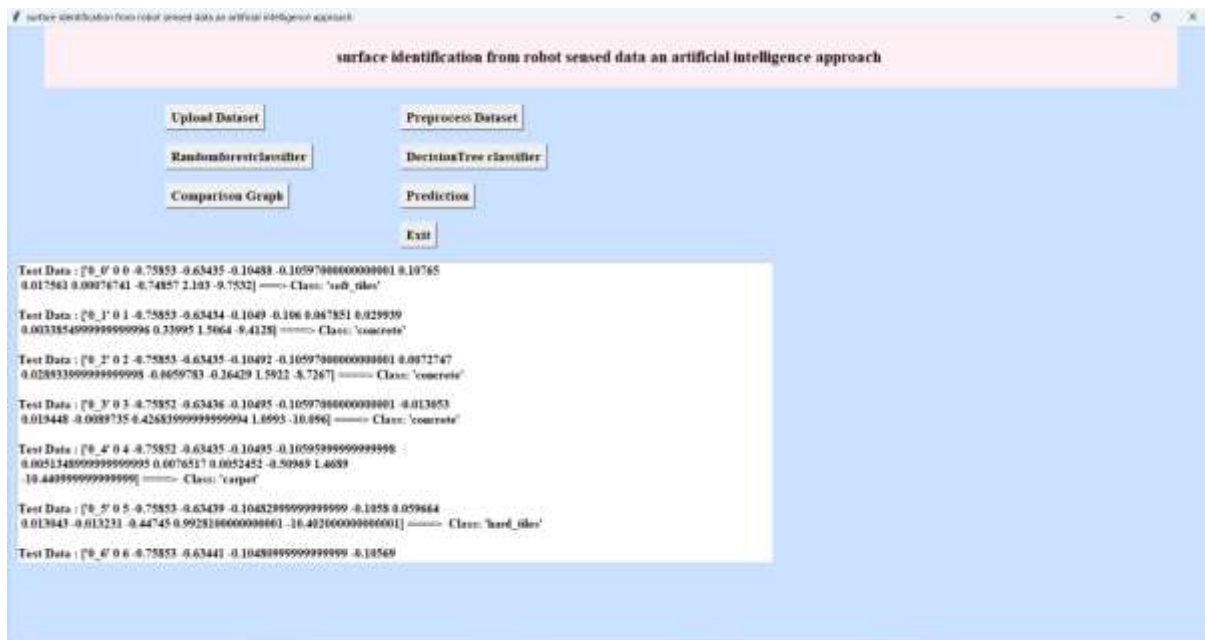 surface identification from robot sensed data an artificial intelligence approach
surface identification from robot sensed data an artificial intelligence approach
Upload Dataset
Preprocess Dataset
Randomforestclassifier
DecisionTree classifier
Comparison Graph
Prediction
Exit
Test Data : ['0_0' 0 0 -0.75853 -0.63435 -0.10488 -0.10597000000000001 0.10765
0.017561 0.00076741 -0.74857 2.103 -9.7532] ====> Class: 'soft_tiles'
Test Data : ['0_1' 0 1 -0.75853 -0.63434 -0.1049 -0.106 0.067851 0.029939
0.0033854999999999996 0.33995 1.5064 -9.4128] =====> Class: 'concrete'
Test Data : ['0_2' 0 2 -0.75853 -0.63435 -0.10492 -0.10597000000000001 0.0072747
0.028933999999999998 -0.0059783 -0.26429 1.5922 -8.7267] =====> Class: 'concrete'
Test Data : ['0_3' 0 3 -0.75852 -0.63436 -0.10495 -0.10597000000000001 -0.013053
0.019448 -0.0089735 0.42683999999999994 1.0993 -10.096] =====> Class: 'concrete'
Test Data : ['0_4' 0 4 -0.75852 -0.63435 -0.10495 -0.10595999999999998
0.0051348999999999995 0.0076517 0.0052452 -0.50969 1.4689
-10.440999999999999] =====> Class: 'carpet'
Test Data : ['0_5' 0 5 -0.75853 -0.63439 -0.10482999999999999 -0.1058 0.059664
0.013043 -0.013231 -0.44745 0.9928100000000001 -10.402000000000001] =====> Class: 'hard_tiles'
Test Data : ['0_6' 0 6 -0.75853 -0.63441 -0.10480999999999999 -0.10569